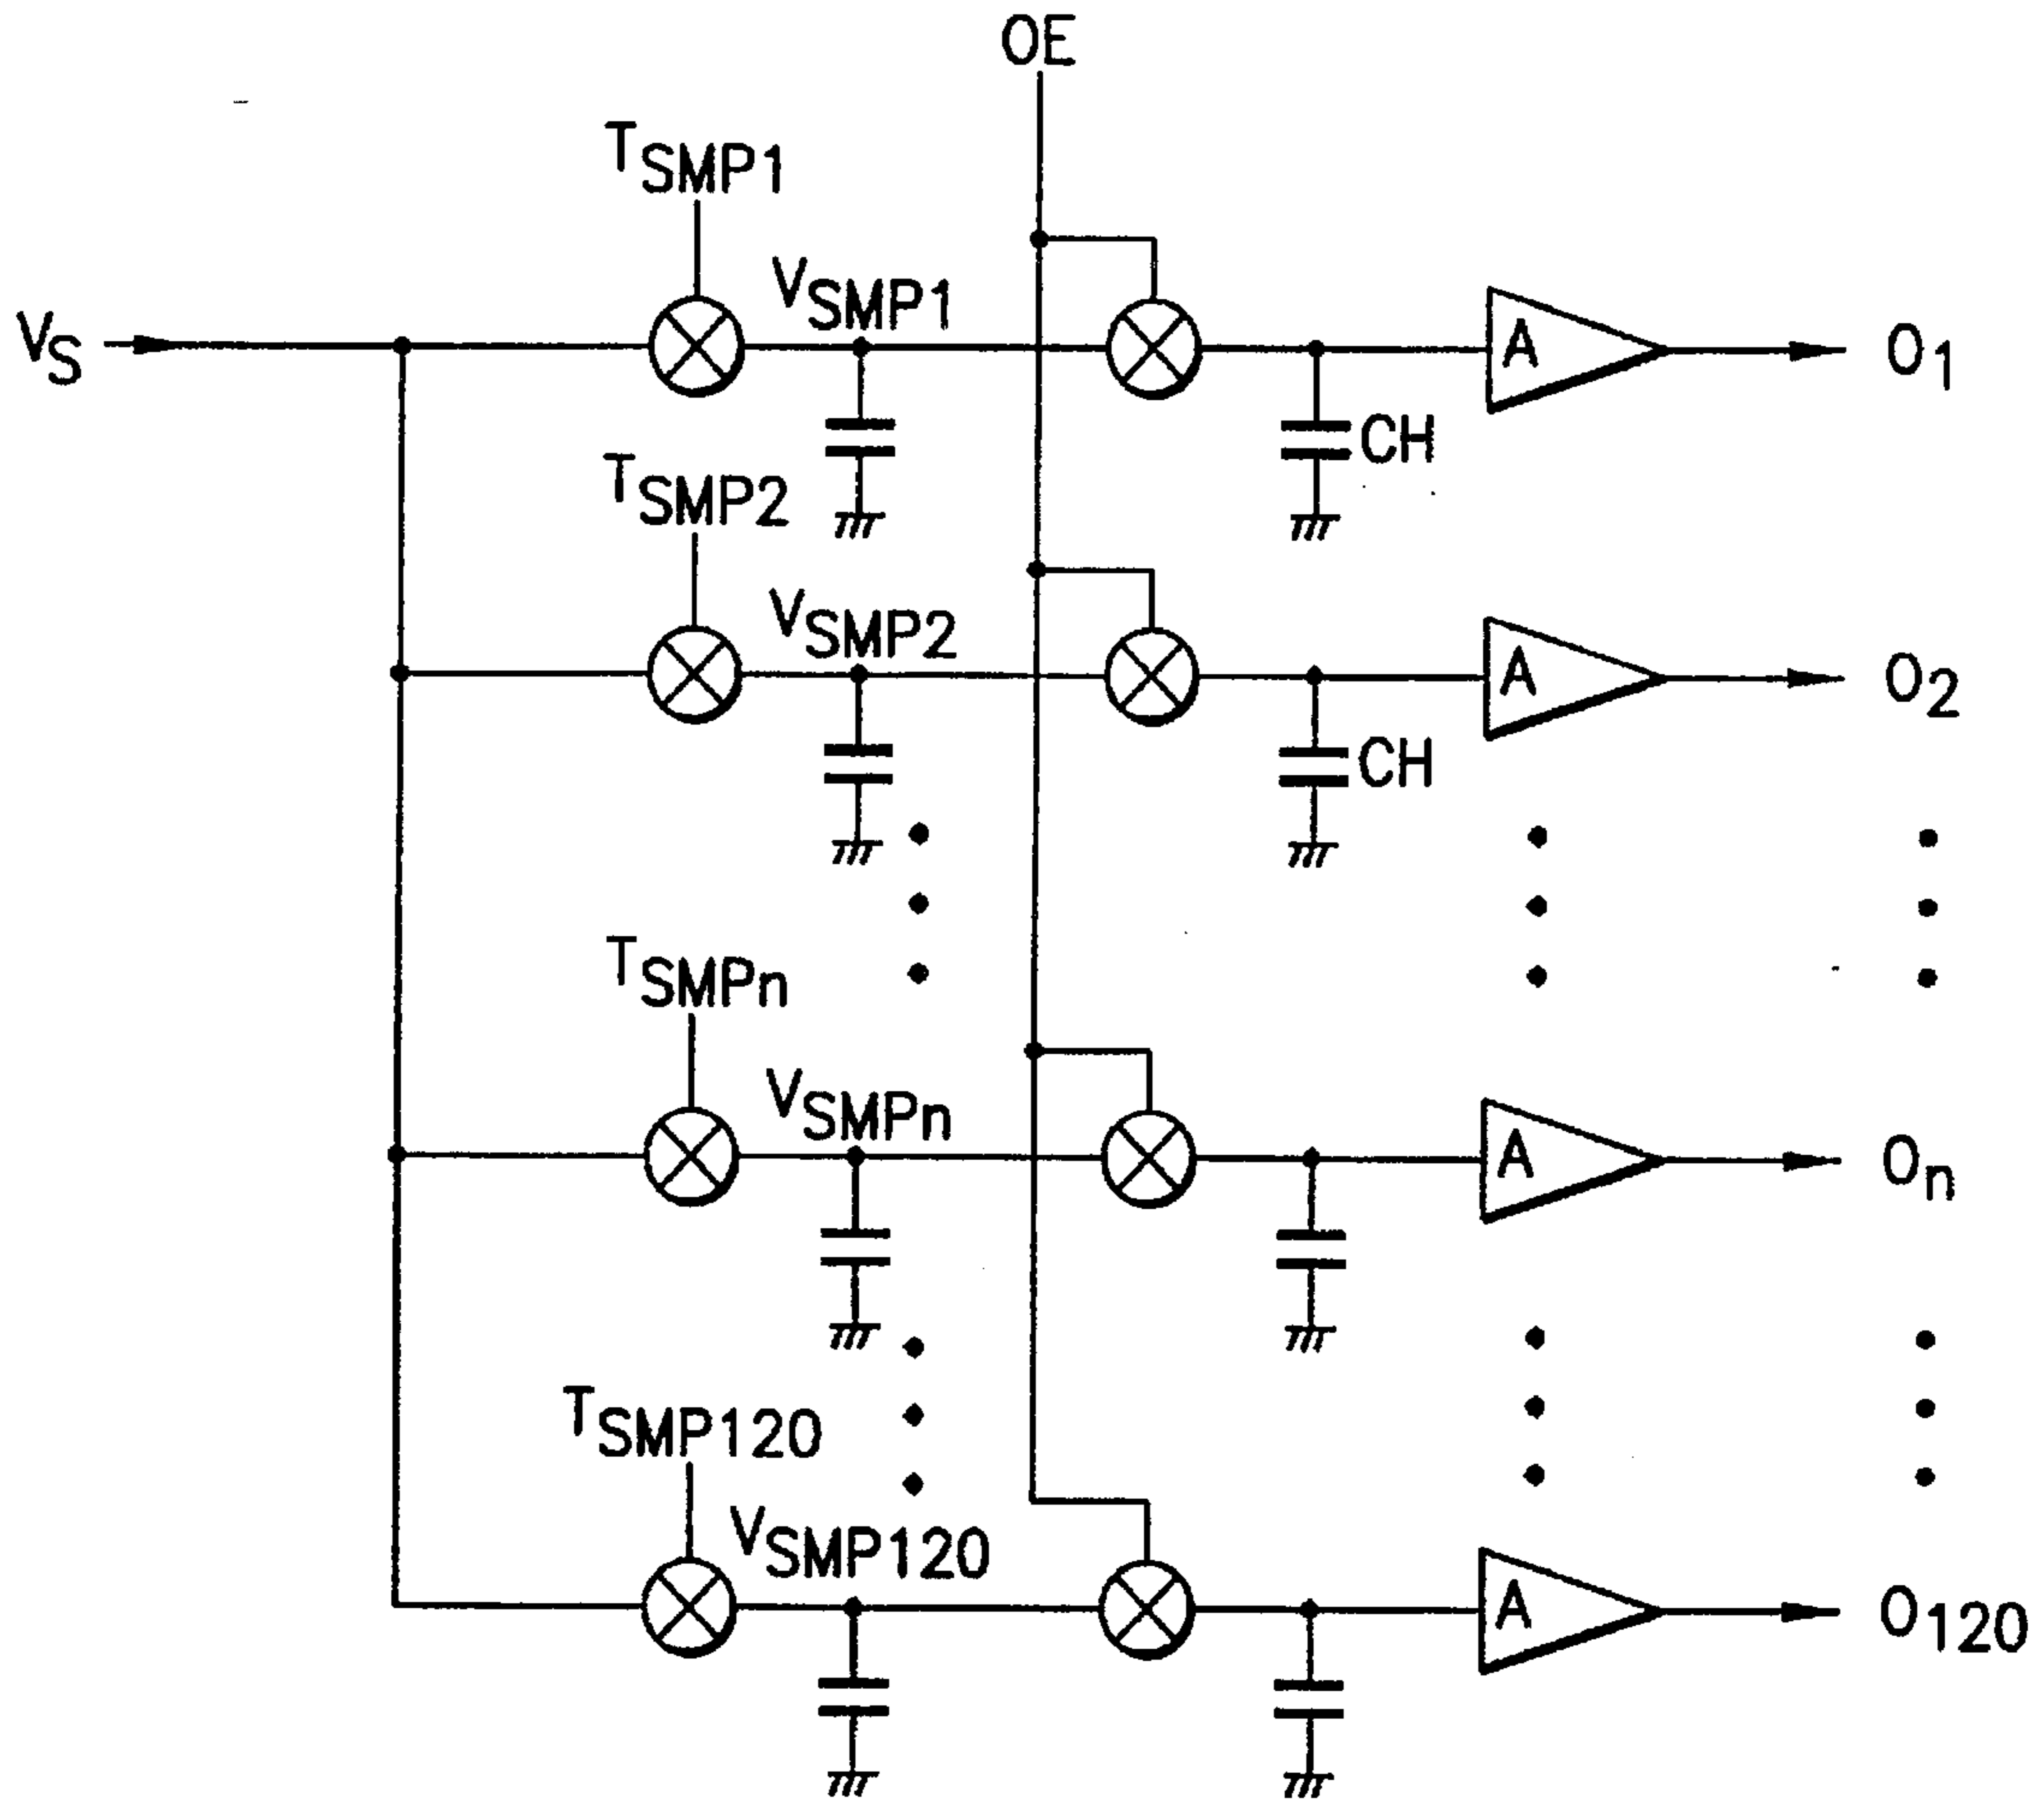 OE
TSMP1
VS
VSMP1
A
O1
CH
TSMP2
VSMP2
A
O2
CH
TSMPn
VSMPn
A
On
TSMP120
VSMP120
A
O120